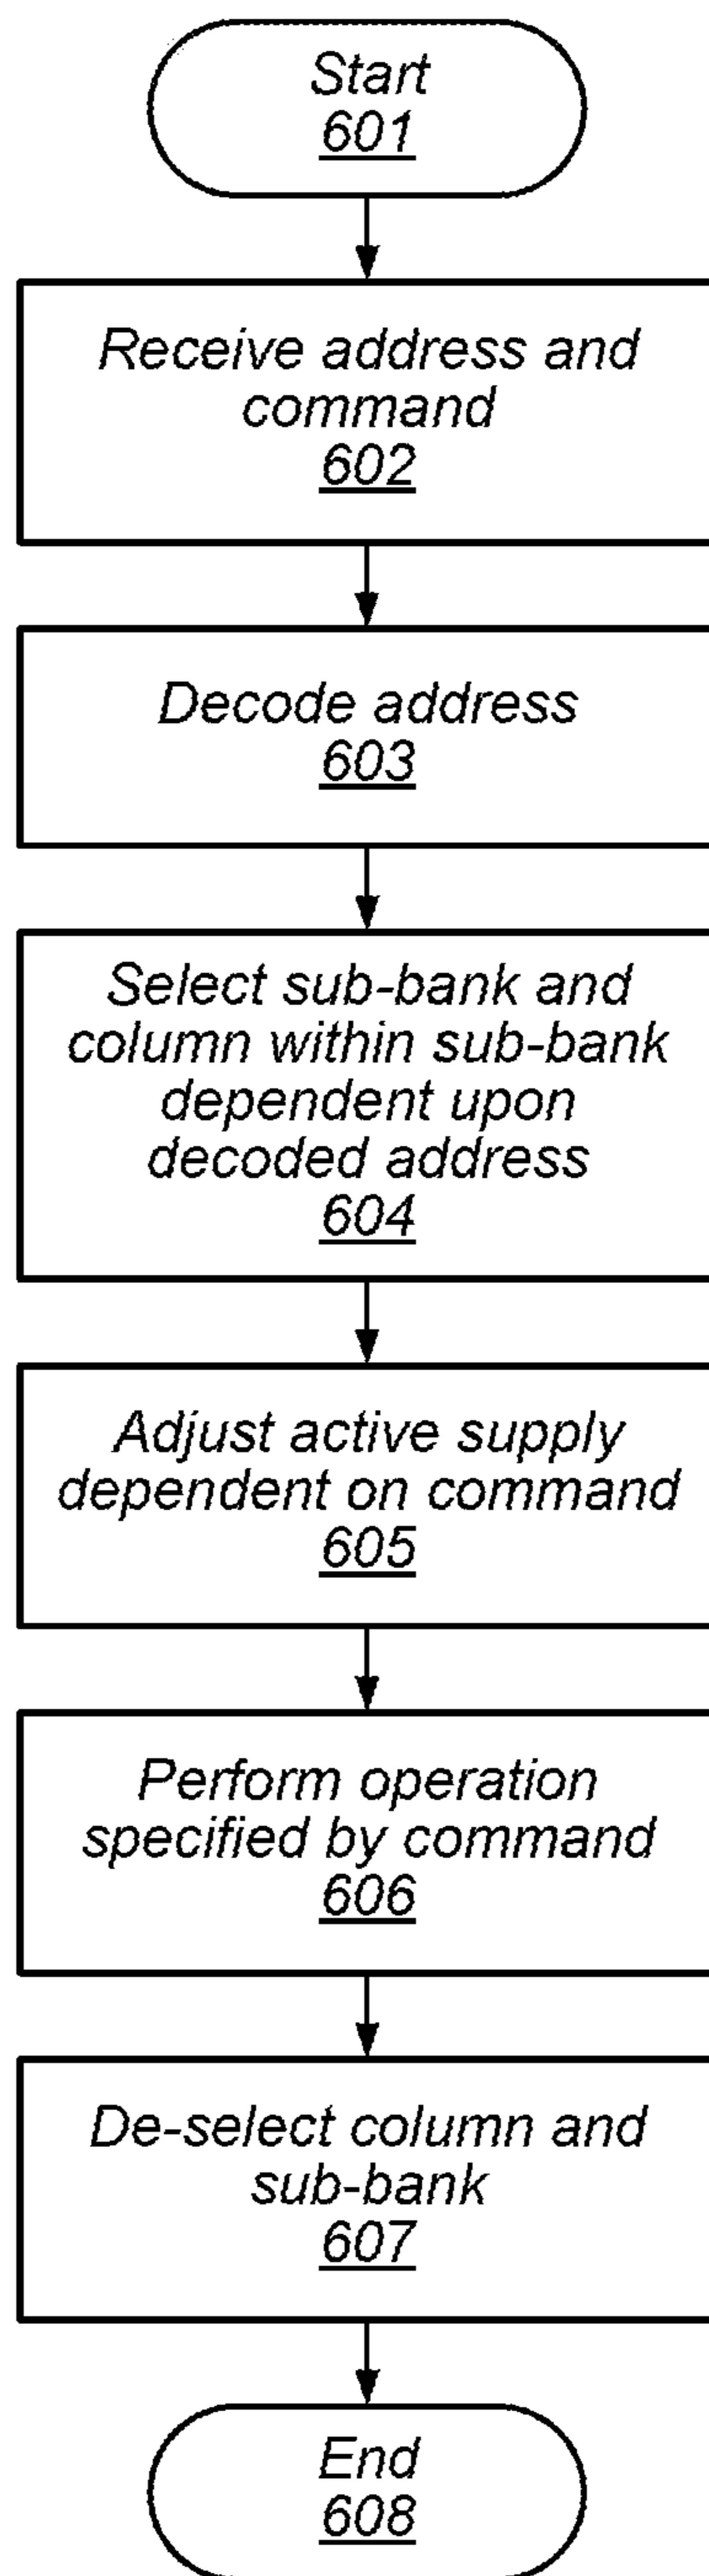 Start
601
Receive address and
command
602
Decode address
603
Select sub-bank and
column within sub-bank
dependent upon
decoded address
604
Adjust active supply
dependent on command
605
Perform operation
specified by command
606
De-select column and
sub-bank
607
End
608